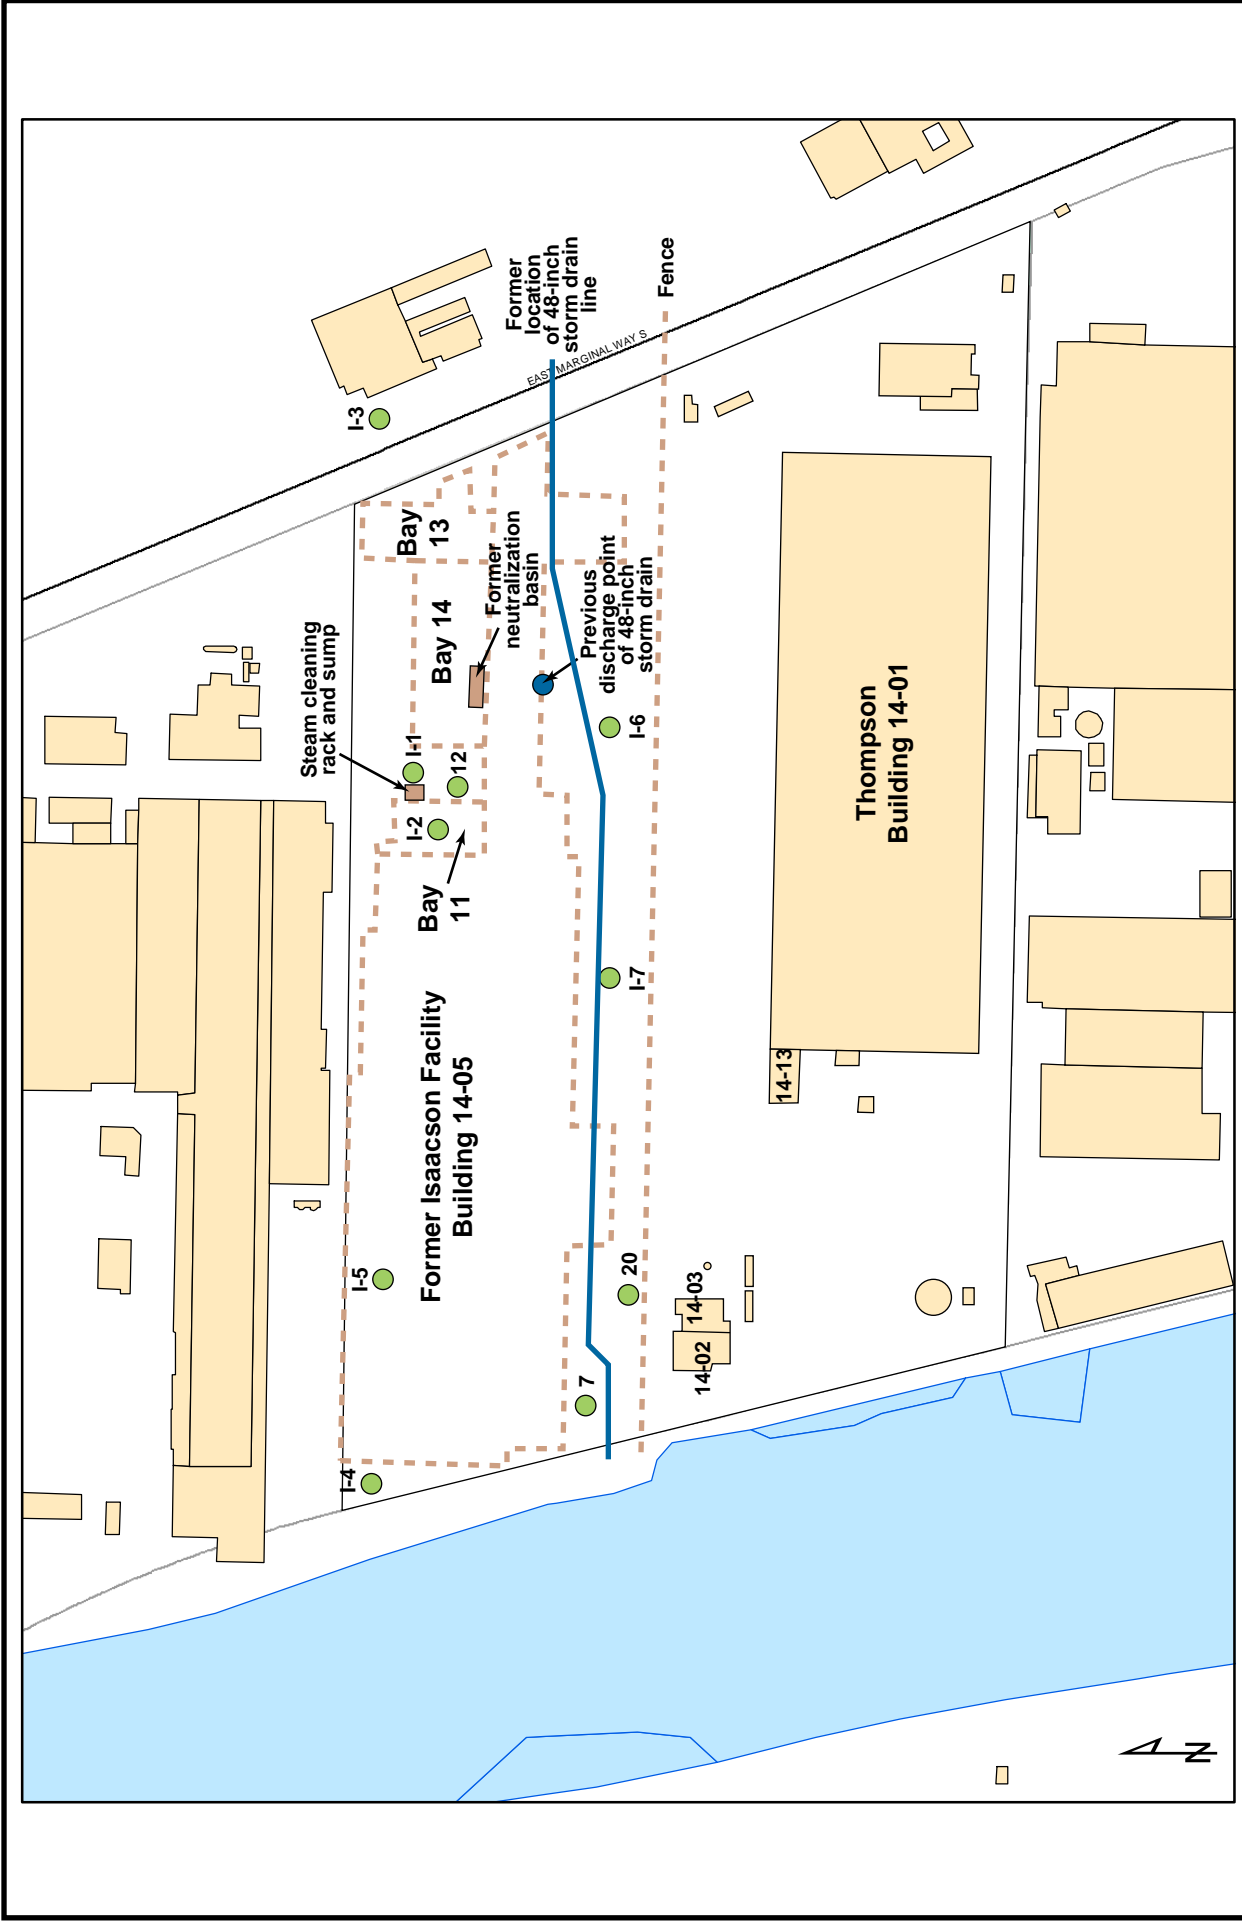 Former
location
of 48-inch
storm drain
line
EAST MARGINAL WAY S
Fence
I-3
Bay
13
Former
neutralization
basin
Bay 14
Previous
discharge point
of 48-inch
storm drain
Steam cleaning
rack and sump
I-1
12
I-2
Bay
11
I-6
I-7
Former Isaacson Facility
Building 14-05
Thompson
Building 14-01
14-13
I-5
20
14-03
14-02
7
I-4
N